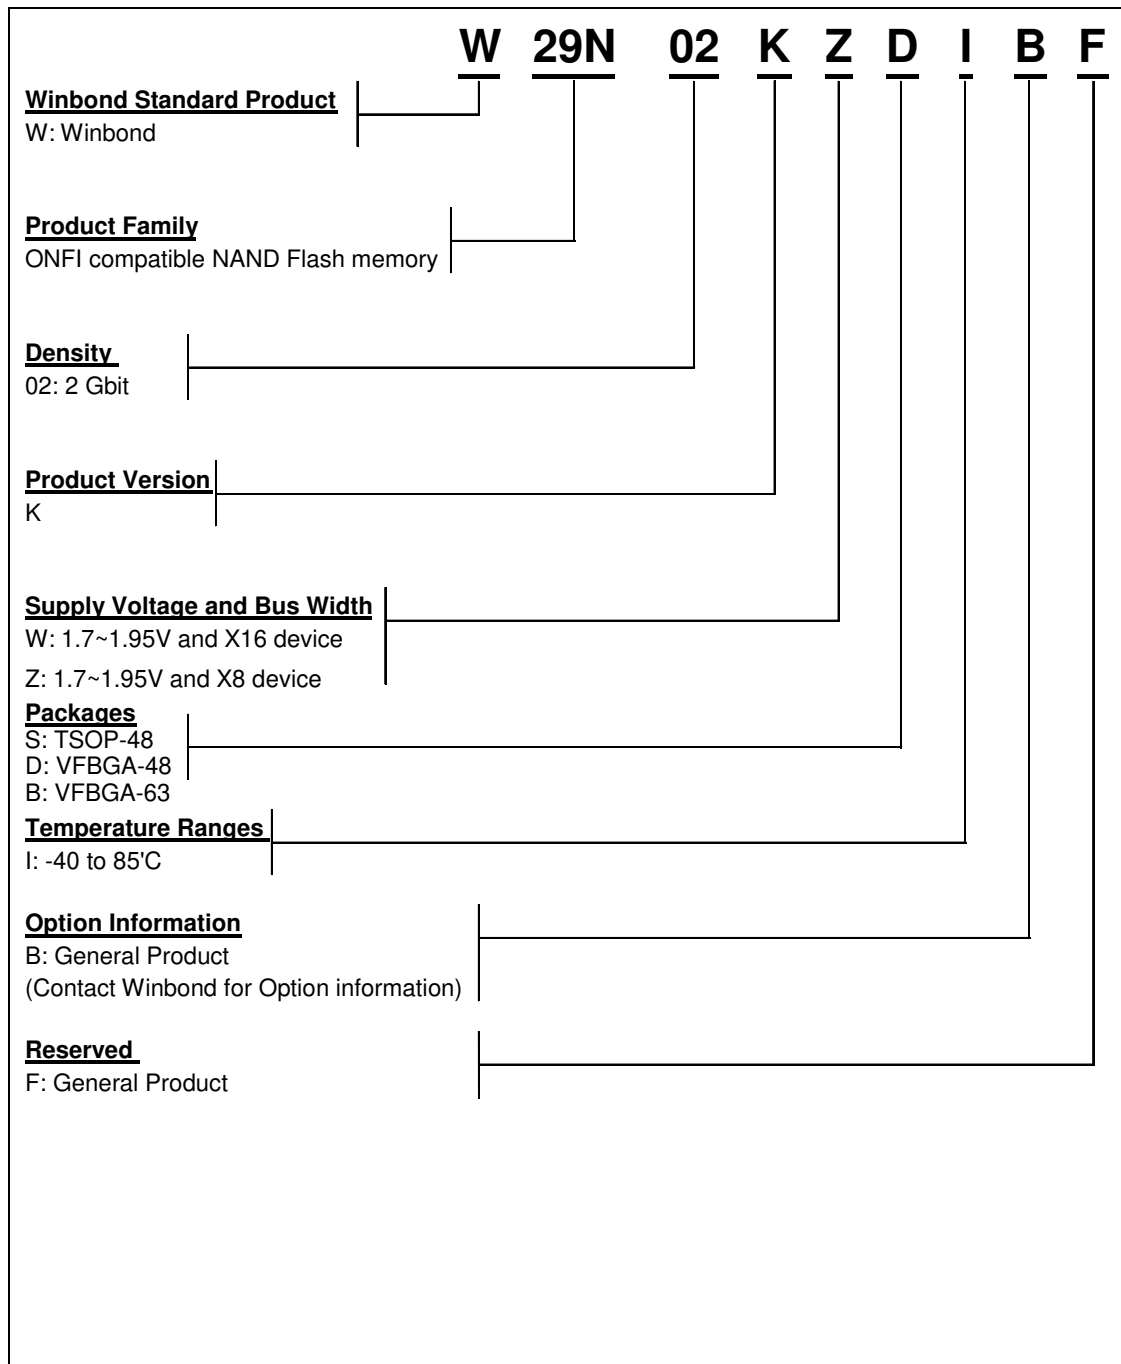 W 29N 02 K Z D I B F
Winbond Standard Product
W: Winbond
Product Family
ONFI compatible NAND Flash memory
Density
02: 2 Gbit
Product Version
K
Supply Voltage and Bus Width
W: 1.7~1.95V and X16 device
Z: 1.7~1.95V and X8 device
Packages
S: TSOP-48
D: VFBGA-48
B: VFBGA-63
Temperature Ranges
I: -40 to 85'C
Option Information
B: General Product
(Contact Winbond for Option information)
Reserved
F: General Product